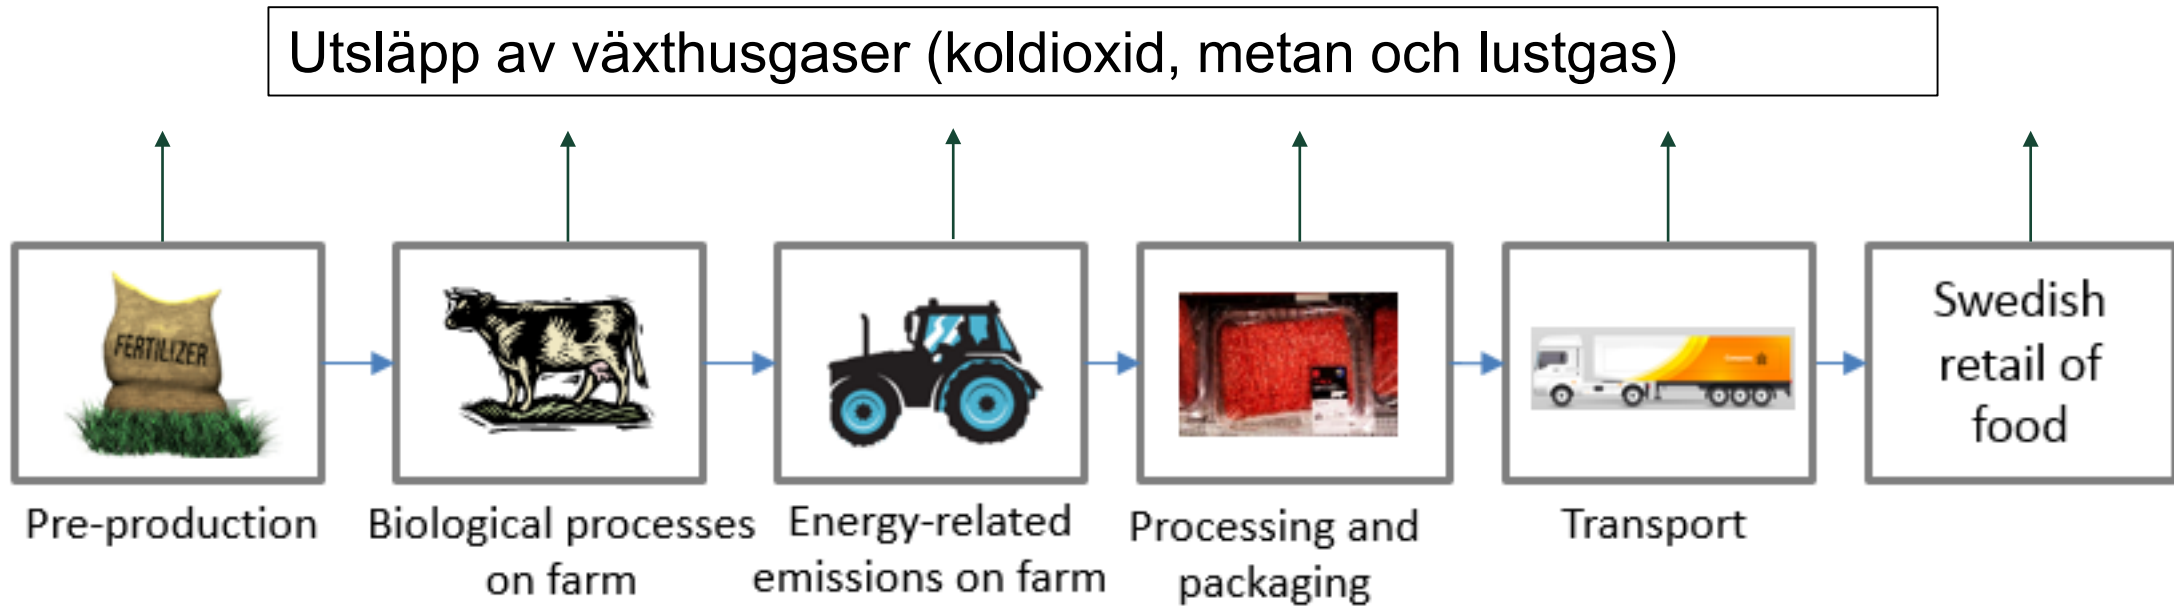 Utsläpp av växthusgaser (koldioxid, metan och lustgas)
FERTILIZER
Swedish
retail of
food
Pre-production
Biological processes
on farm
Energy-related
emissions on farm
Processing and
packaging
Transport